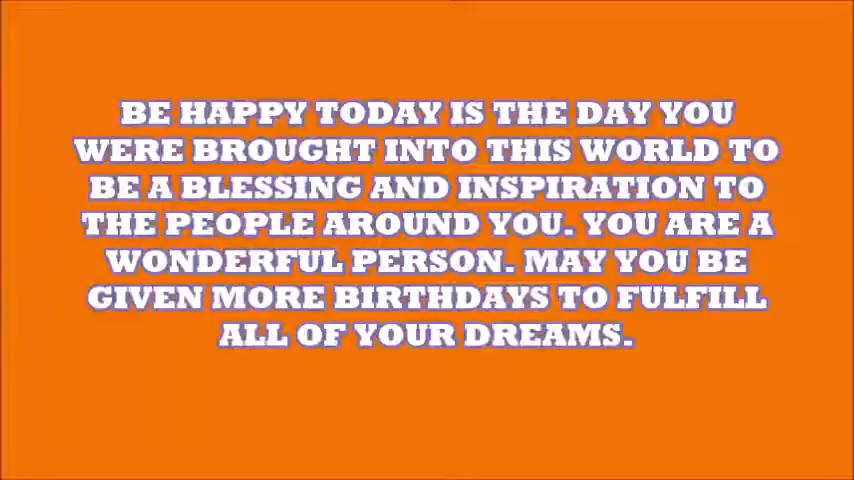 BE HAPPY TODAY IS THE DAY YOU
WERE BROUGHT INTO THIS WORLD TO
BE A BLESSING AND INSPIRATION TO
THE PEOPLE AROUND YOU. YOU ARE A
WONDERFUL PERSON. MAY YOU BE
GIVEN MORE BIRTHDAYS TO FULFILL
ALL OF YOUR DREAMS.